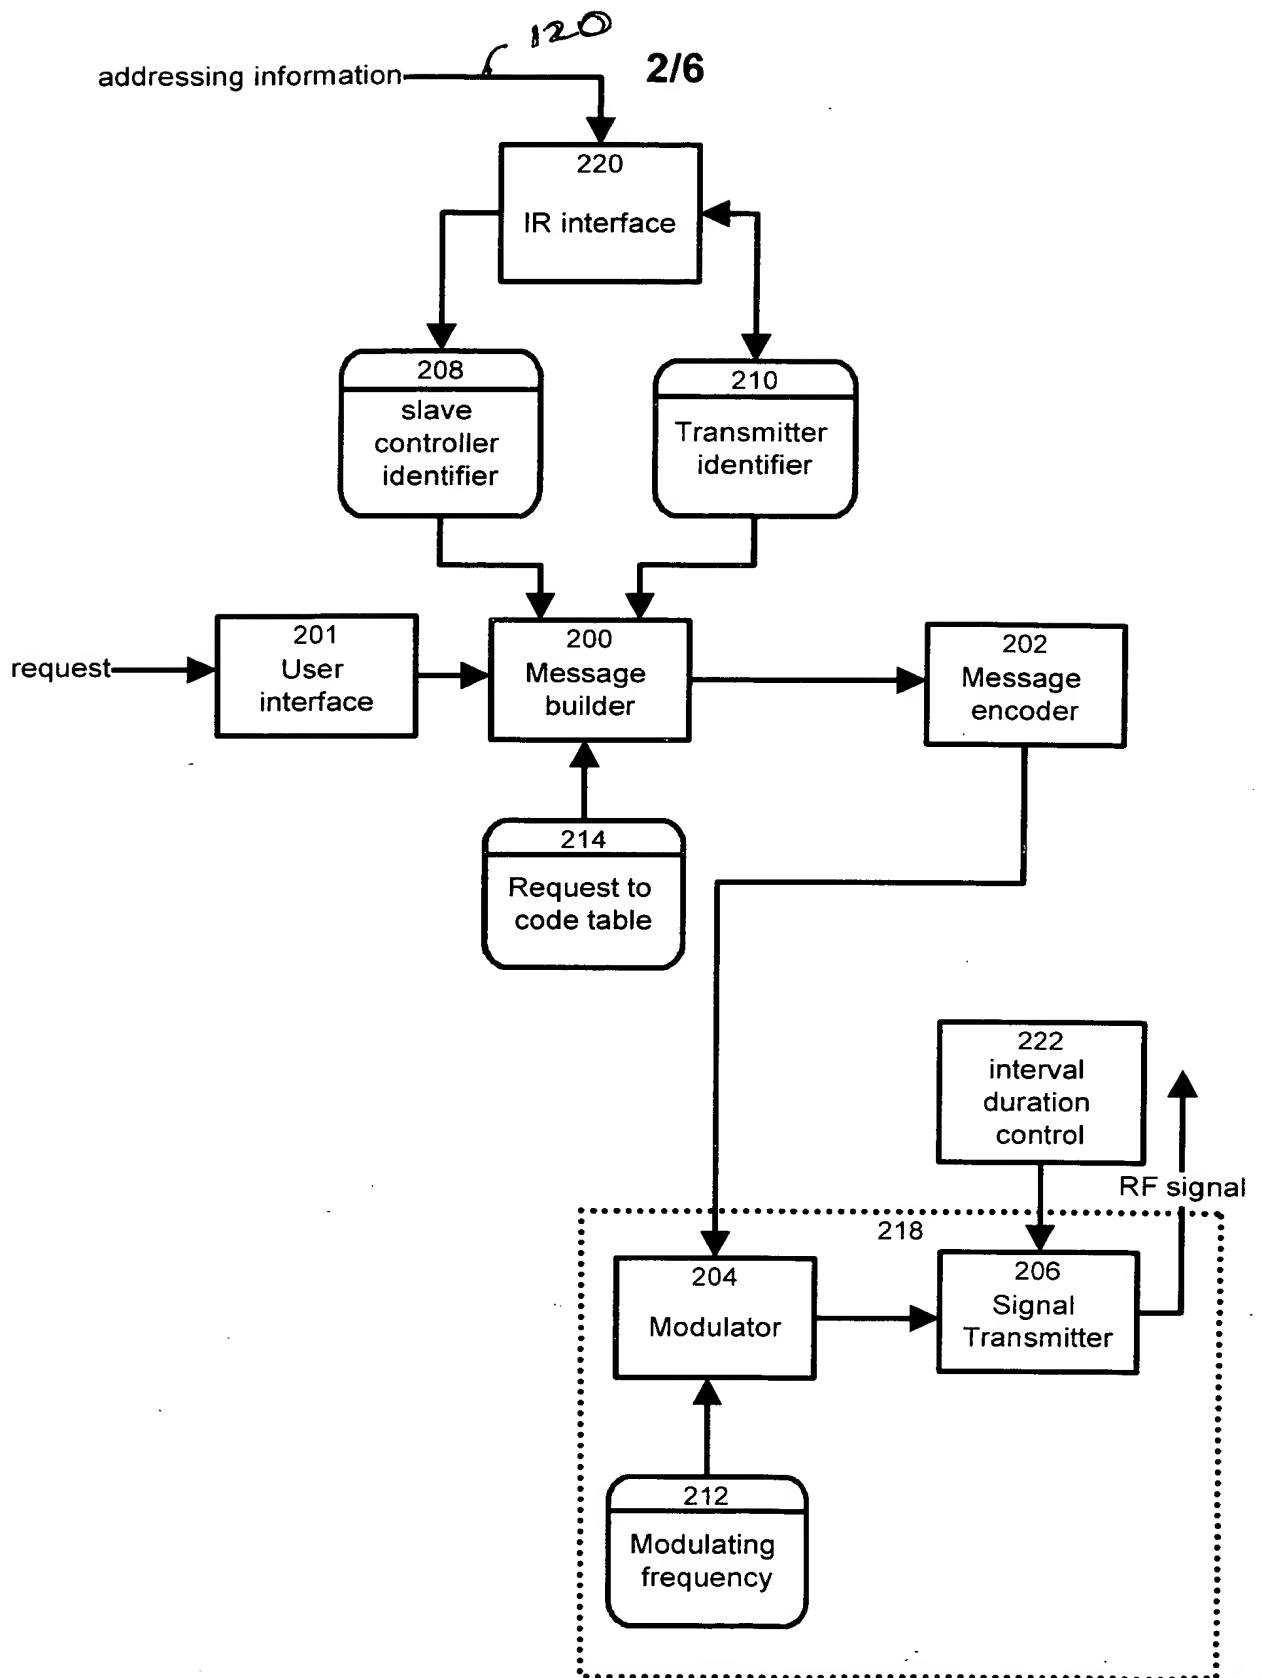 120
addressing information
2/6
220
IR interface
208
slave
controller
identifier
210
Transmitter
identifier
request
201
User
interface
200
Message
builder
202
Message
encoder
214
Request to
code table
222
interval
duration
control
RF signal
218
204
Modulator
206
Signal
Transmitter
212
Modulating
frequency